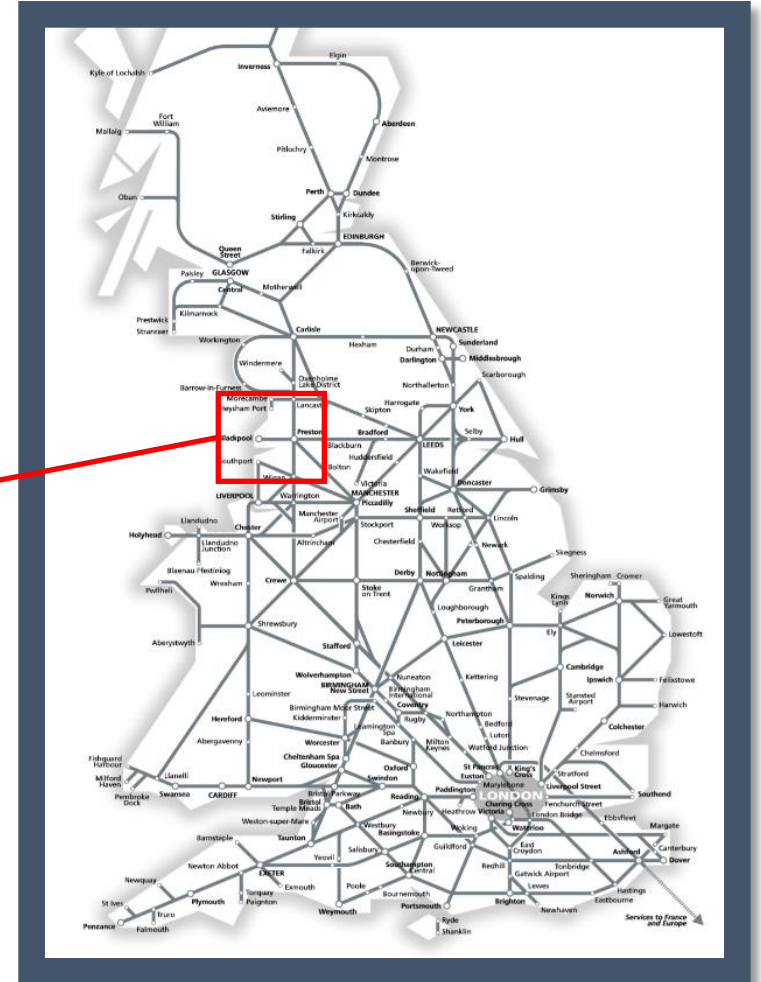 Elgin
Inverness
Kyle of Lochalsh
Aviemore
Fort
William
Aberdeen
Mallaig
Pitlochry
Montrose
Perth
Dundee
Oban
Stirling
Kirkcaldy
EDINBURGH
Queen
Street
Falkirk
Berwick-
upon-Tweed
Paisley
GLASGOW
Central
Motherwell
Prestwick
Kilmarnock
Stranraer
Carlisle
NEWCASTLE
Workington
Hexham
Sunderland
Durham
Darlington
Middlesbrough
Windermere
Scarborough
Oxenholme
Lake District
Barrow-in-Furness
Northallerton
Morecambe
Heysham Port
Lancast
Harrogate
York
Skipton
Blackpool
Preston
Bradford
Selby
Hull
Blackburn
LEEDS
Huddersfield
outhport
Bolton
Wakefield
Wigan
Victoria
Doncaster
MANCHESTER
Piccadilly
Grimsby
LIVERPOOL
Warrington
Manchester
Airport
Sheffield
Retford
Lincoln
Llandudno
Stockport
Worksop
Chester
Holyhead
Llandudno
Junction
Altrincham
Chesterfield
Newark
Skegness
Blaenau Ffestiniog
Derby
Nottingham
Spalding
Sheringham
Cromer
Pwllheli
Wrexham
Crewe
Stoke
on Trent
Grantham
Kings
Lynn
Norwich
Great
Yarmouth
Loughborough
Shrewsbury
Peterborough
Ely
Lowestoft
Aberystwyth
Stafford
Leicester
Cambridge
Wolverhampton
BIRMINGHAM
New Street
Nuneaton
Kettering
Ipswich
Felixstowe
Birmingham
International
Leominster
Stevenage
Stansted
Airport
Birmingham Moor Street
Coventry
Harwich
Hereford
Kidderminster
Rugby
Northampton
Leamington
Spa
Bedford
Colchester
Abergavenny
Worcester
Banbury
Milton
Keynes
Luton
Watford Junction
Chelmsford
Fishguard
Harbour
Cheltenham Spa
Gloucester
Oxford
St Pancras
King's
Cross
Euston
Stratford
Milford
Haven
Llanelli
Newport
Swindon
Marylebone
Liverpool Street
Pembroke
Dock
Swansea
CARDIFF
Bristol Parkway
Reading
Paddington
LONDON
Southend
Bristol
Temple Meads
Bath
Newbury
Heathrow
Victoria
Charing Cross
Fenchurch Street
London Bridge
Ebbsfleet
Weston-super-Mare
Westbury
Waterloo
Margate
Barnstaple
Taunton
Basingstoke
Woking
Salisbury
Guildford
East
Croydon
Canterbury
Yeovil
Ashford
Dover
Newton Abbot
Southampton
Central
Redhill
Tonbridge
EXETER
Gatwick Airport
Newquay
Exmouth
Poole
Lewes
Hastings
Torquay
Paignton
Bournemouth
Eastbourne
St Ives
Plymouth
Weymouth
Portsmouth
Brighton
Newhaven
Truro
Penzance
Falmouth
Ryde
Shanklin
Services to France
and Europe